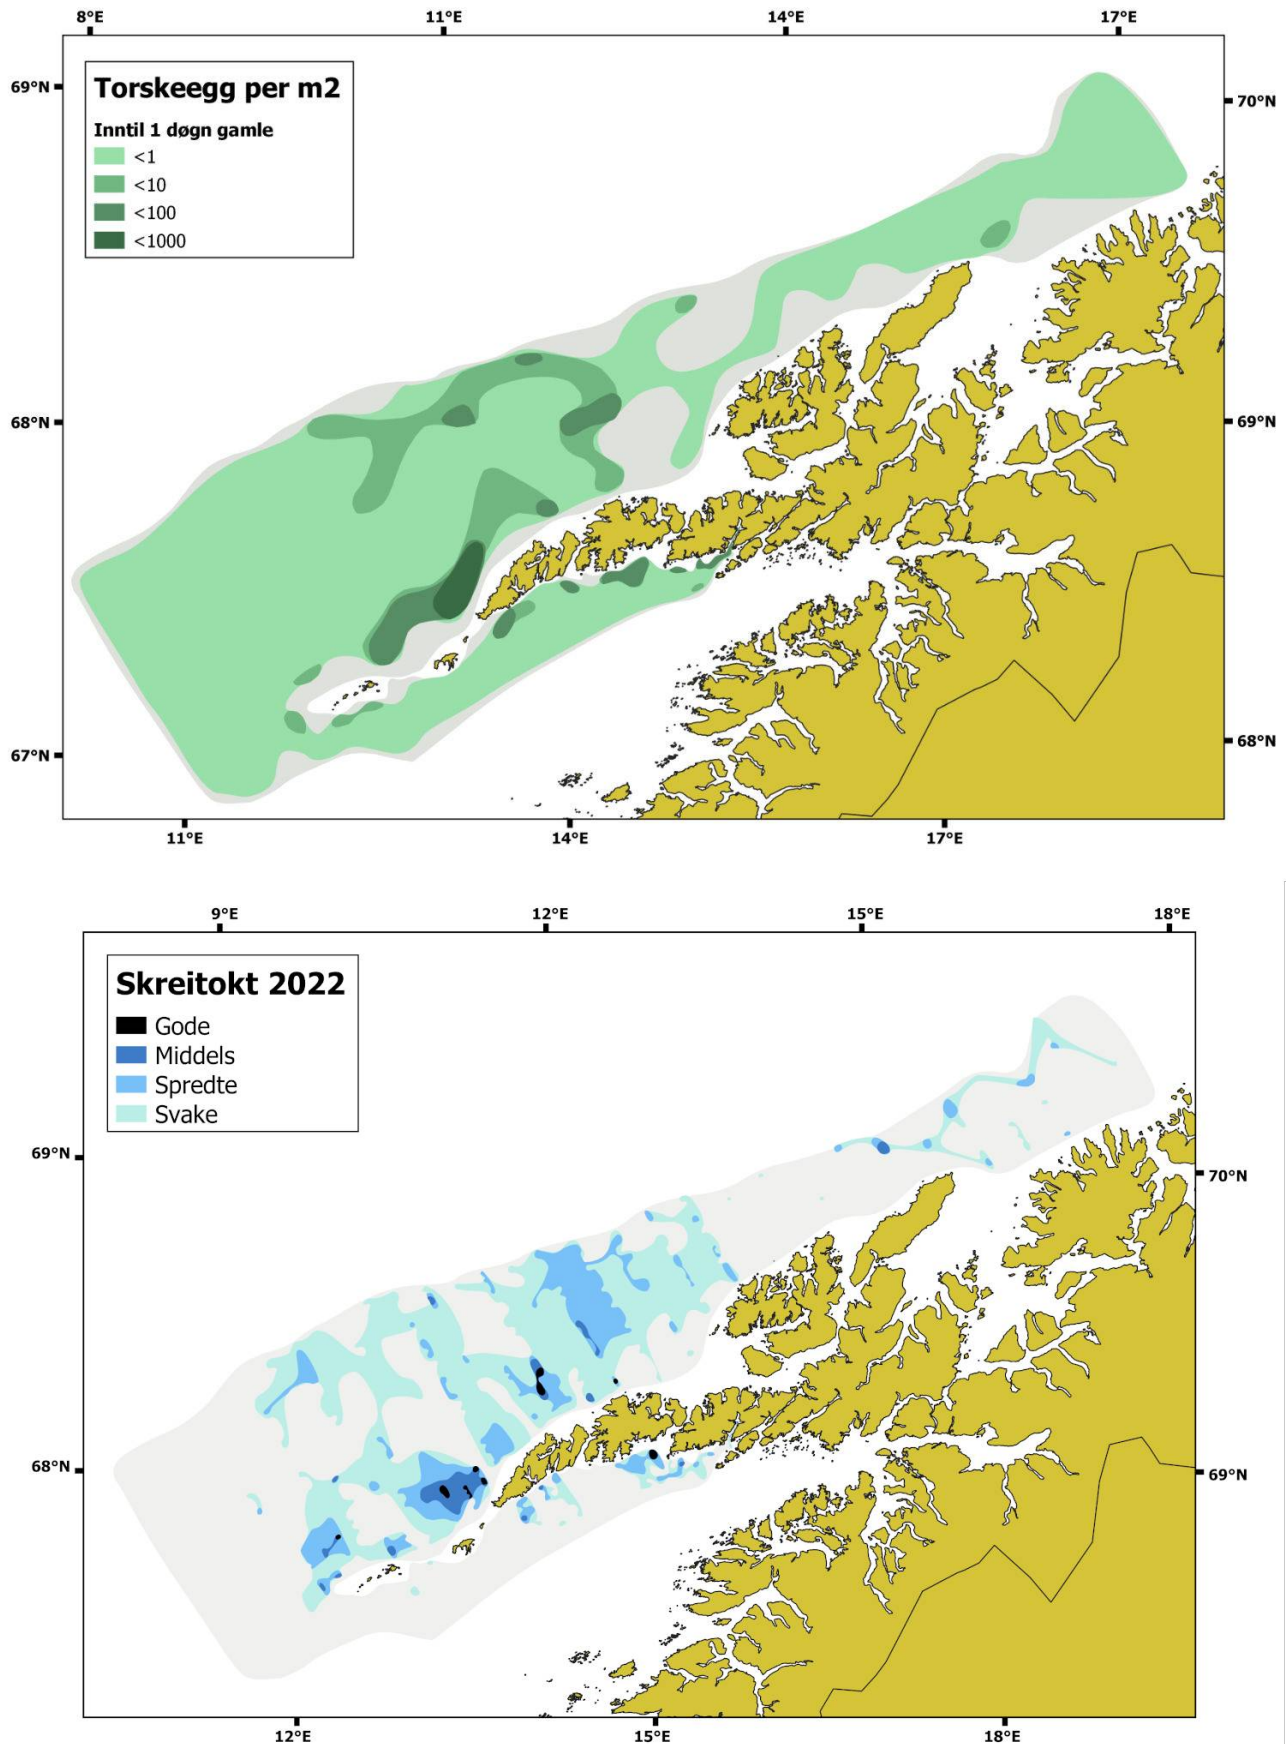 8°E 11°E 14°E 17°E
69°N
70°N
Torskeegg per m2
Inntil 1 døgn gamle
<1
<10
<100
<1000
68°N
69°N
67°N
68°N
11°E 14°E 17°E
9°E 12°E 15°E 18°E
Skreitokt 2022
Gode
Middels
Spredte
Svake
69°N
70°N
68°N
69°N
12°E 15°E 18°E